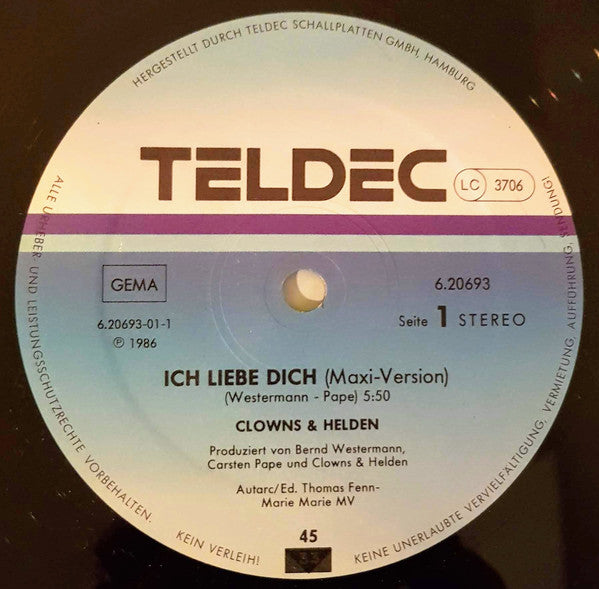 HERGESTELLT DURCH TELDEC SCHALLPLATTEN GMBH, HAMBURG
TELDEC
LC 3706
GEMA
6.20693
6.20693-01-1
Seite 1 STEREO
℗ 1986
ICH LIEBE DICH (Maxi-Version)
(Westermann - Pape) 5:50
CLOWNS & HELDEN
Produziert von Bernd Westermann,
Carsten Pape und Clowns & Helden
Autarc/Ed. Thomas Fenn-
Marie Marie MV
45
ALLE URHEBER UND LEISTUNGSSCHUTZRECHTE VORBEHALTEN. KEIN VERLEIH! KEINE UNERLAUBTE VERVIELFÄLTIGUNG, VERMIETUNG, AUFFÜHRUNG, SENDUNG!